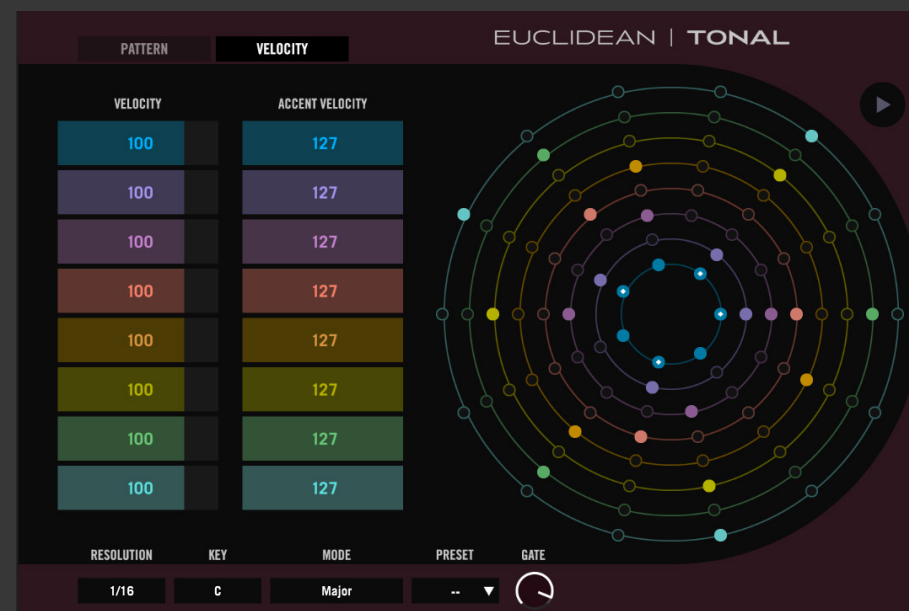 EUCLIDEAN | TONAL
PATTERN VELOCITY
VELOCITY ACCENT VELOCITY
100 127
100 127
100 127
100 127
100 127
100 127
100 127
100 127
RESOLUTION KEY MODE PRESET GATE
1/16 C Major --